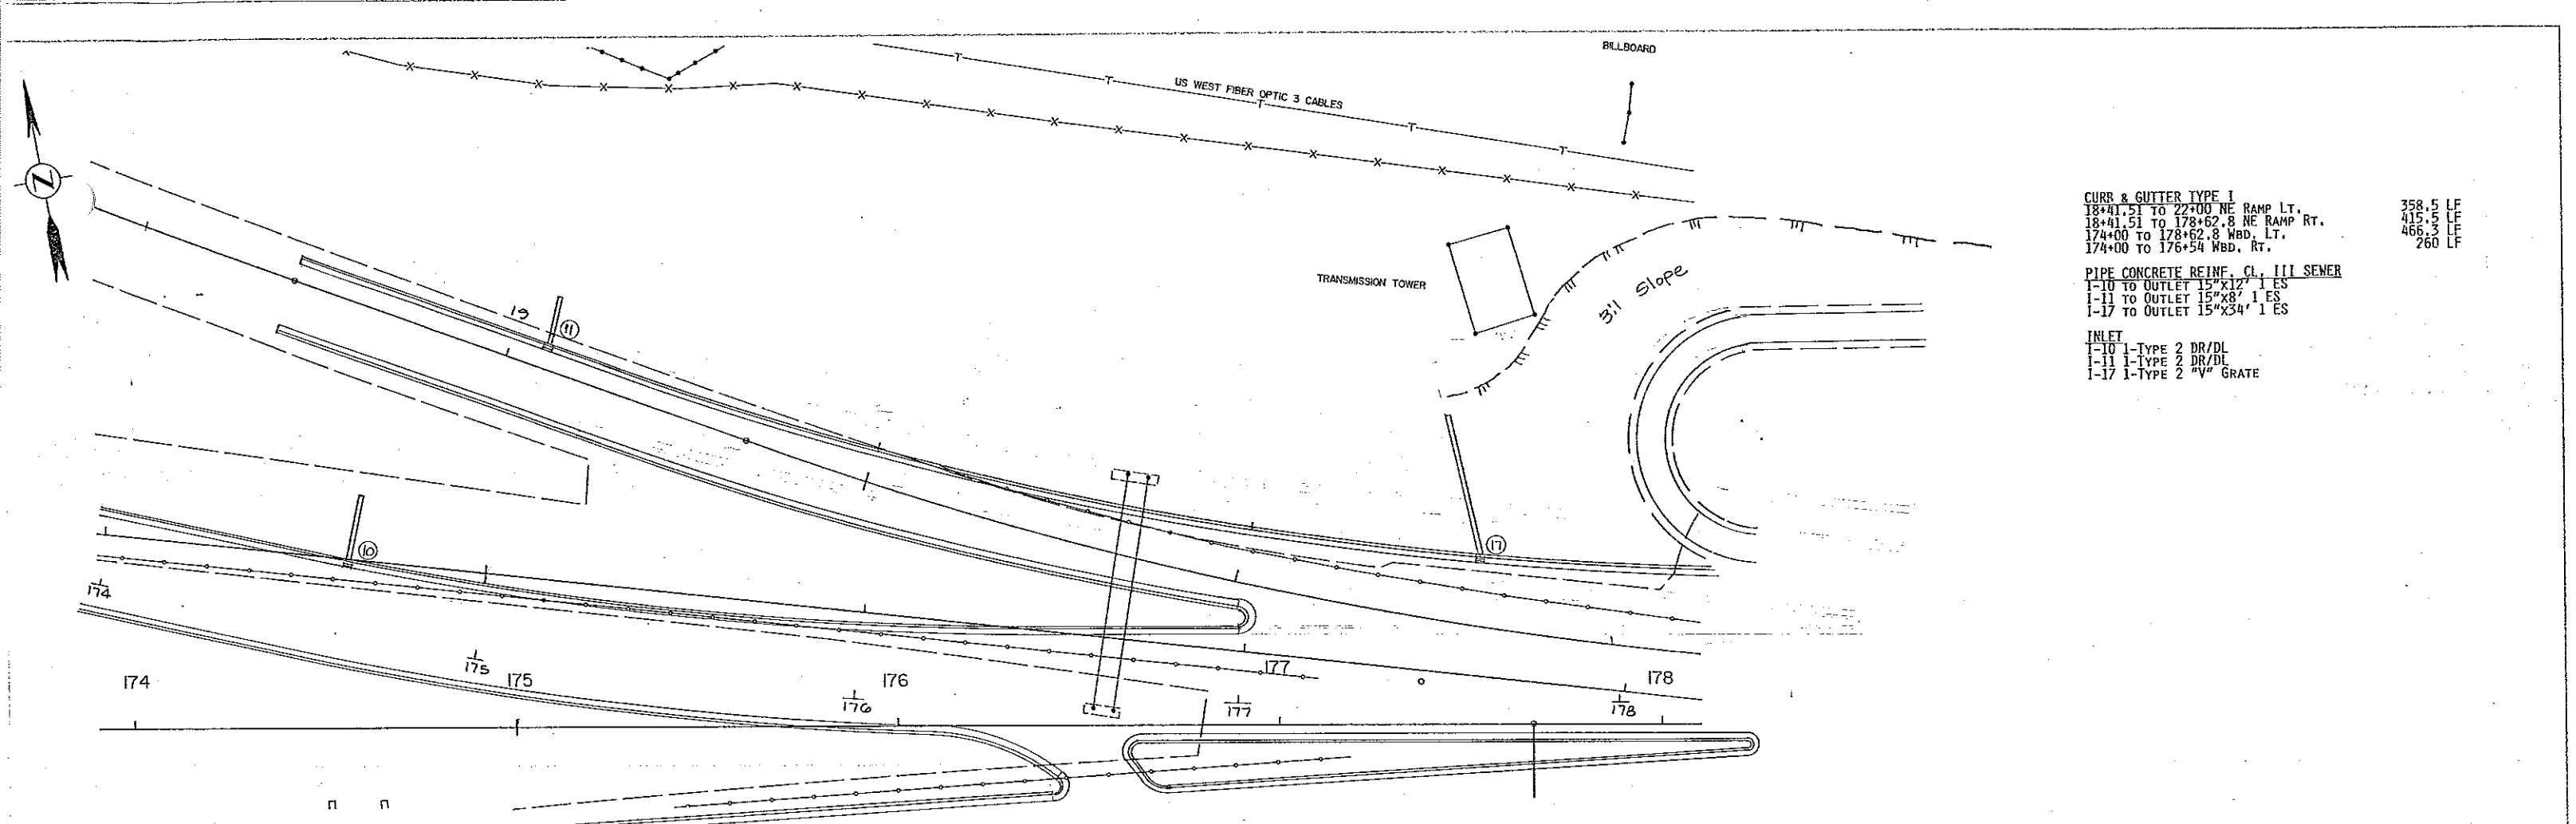 BILLBOARD
US WEST FIBER OPTIC 3 CABLES
T T T T T
X X X X X X X X X X X X X X X X X X X X
N
TRANSMISSION TOWER
3:1 Slope
19
11
10
17
174
175
176
177
178
174
175
176
177
178
CURB & GUTTER TYPE I
18+41.51 TO 22+00 NE RAMP LT. 358.5 LF
18+41.51 TO 178+62.8 NE RAMP RT. 415.5 LF
174+00 TO 178+62.8 WBD. LT. 466.3 LF
174+00 TO 176+54 WBD. RT. 260 LF
PIPE CONCRETE REINF. CL. III SEWER
I-10 TO OUTLET 15"X12' 1 ES
I-11 TO OUTLET 15"X8' 1 ES
I-17 TO OUTLET 15"X34' 1 ES
INLET
I-10 1-TYPE 2 DR/DL
I-11 1-TYPE 2 DR/DL
I-17 1-TYPE 2 "V" GRATE